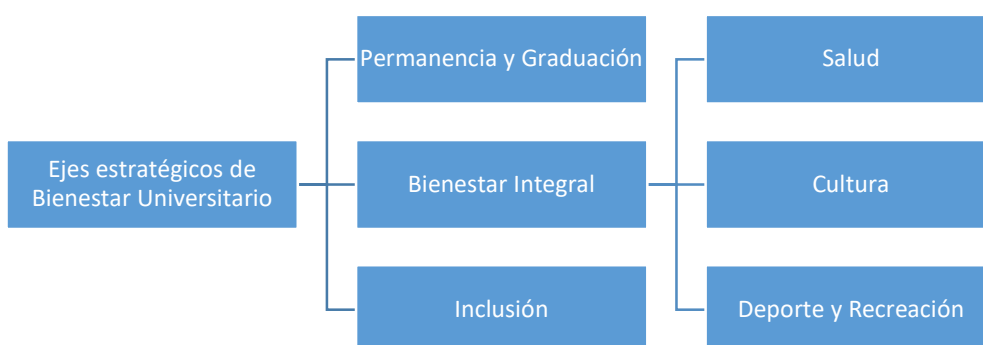 Ejes estratégicos de
Bienestar Universitario
Permanencia y Graduación
Bienestar Integral
Inclusión
Salud
Cultura
Deporte y Recreación